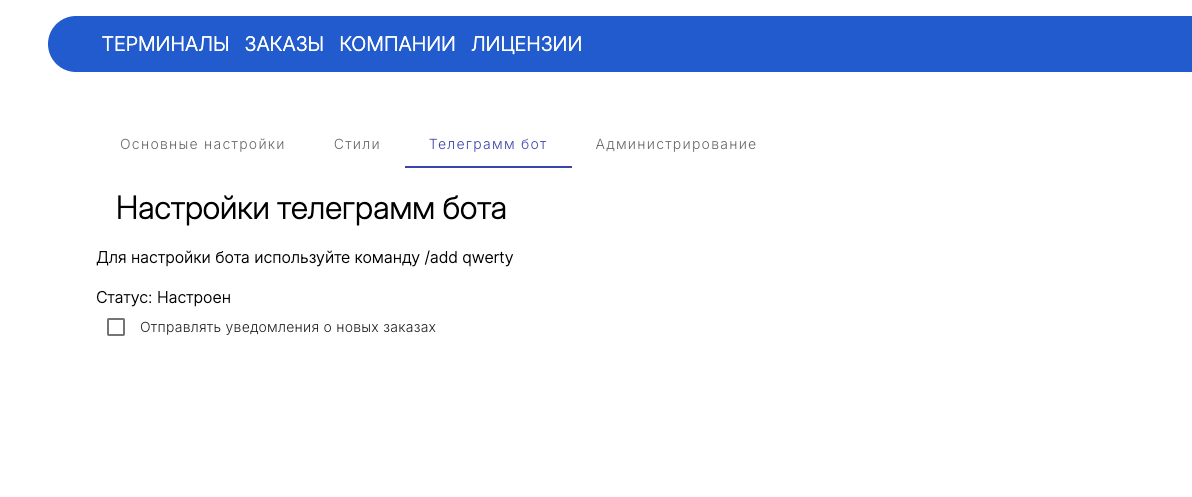 ТЕРМИНАЛЫ ЗАКАЗЫ КОМПАНИИ ЛИЦЕНЗИИ
Основные настройки Стили Телеграмм бот Администрирование
Настройки телеграмм бота
Для настройки бота используйте команду /add qwerty
Статус: Настроен
Отправлять уведомления о новых заказах